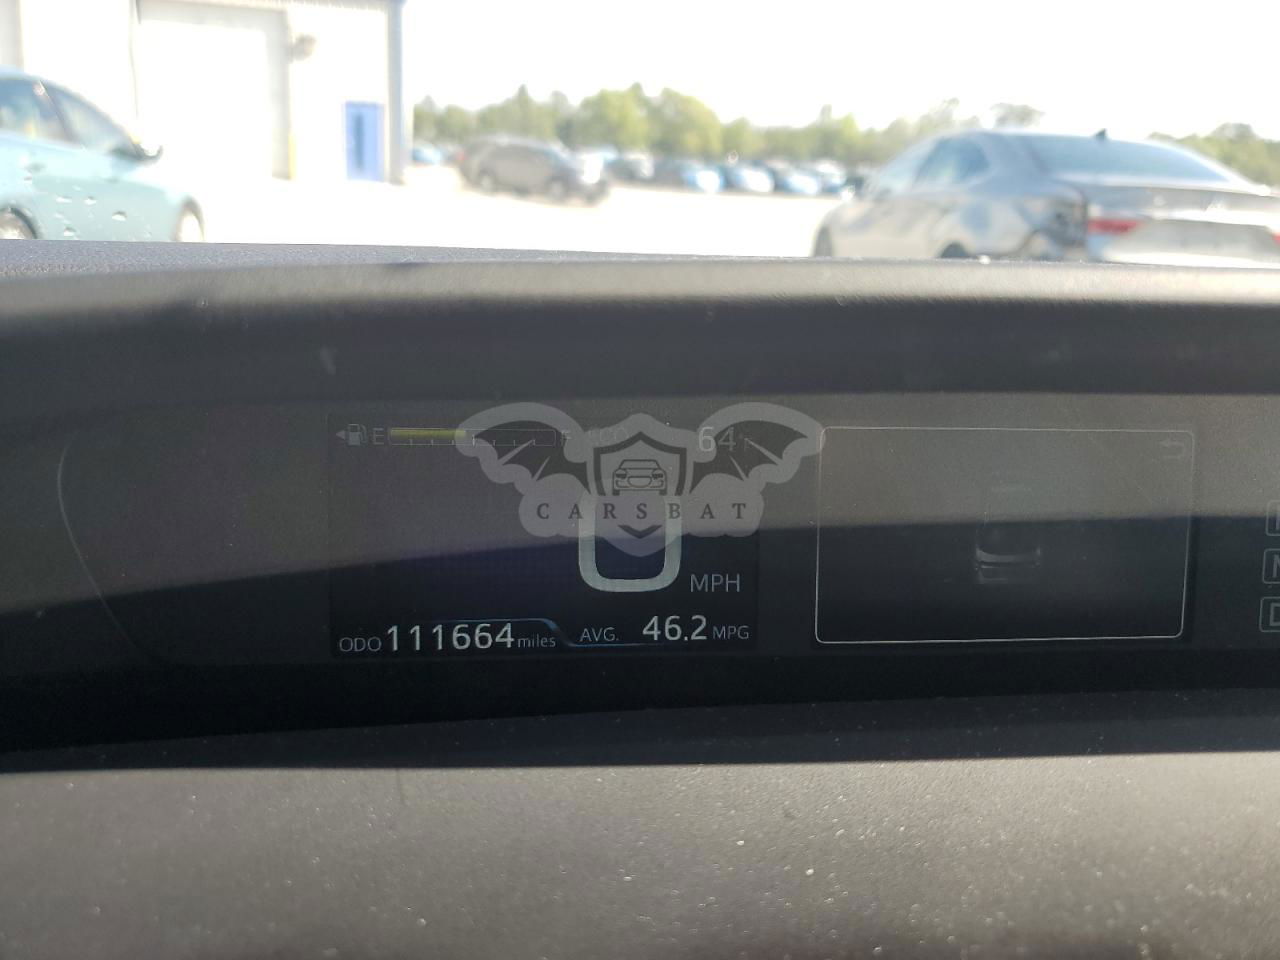 E 64
CARSBAT
0 MPH
ODO 111664 miles AVG. 46.2 MPG
N
D